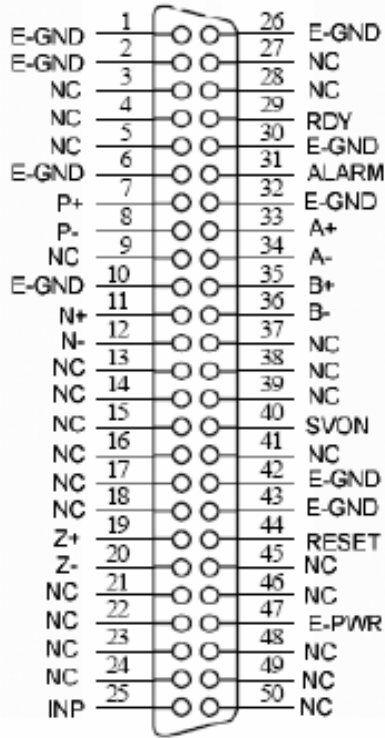 E-GND 1 26 E-GND
E-GND 2 27 NC
NC 3 28 NC
NC 4 29 RDY
NC 5 30 E-GND
E-GND 6 31 ALARM
P+ 7 32 E-GND
P- 8 33 A+
NC 9 34 A-
E-GND 10 35 B+
N+ 11 36 B-
N- 12 37 NC
NC 13 38 NC
NC 14 39 NC
NC 15 40 SVON
NC 16 41 NC
NC 17 42 E-GND
NC 18 43 E-GND
Z+ 19 44 RESET
Z- 20 45 NC
NC 21 46 NC
NC 22 47 E-PWR
NC 23 48 NC
NC 24 49 NC
INP 25 50 NC